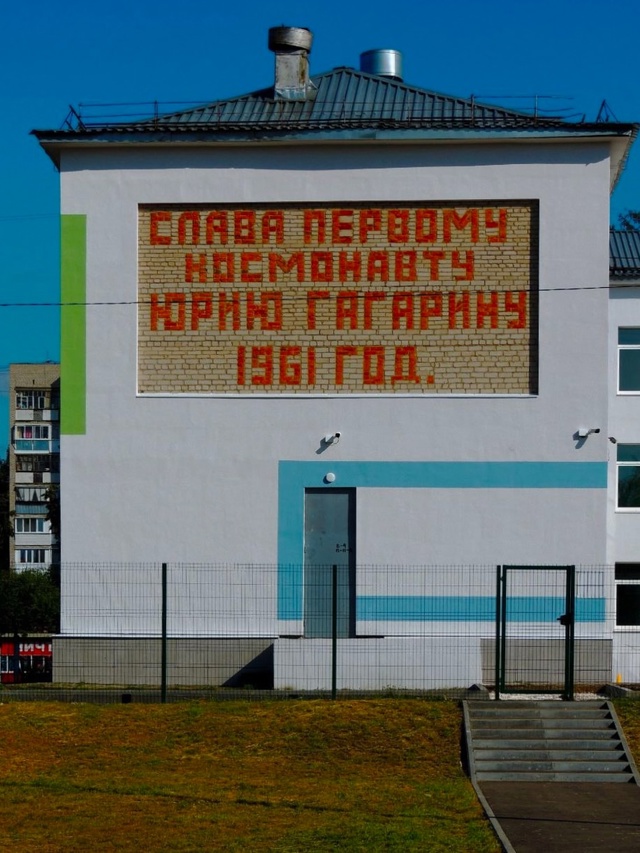 СЛАВА ПЕРВОМУ
КОСМОНАВТУ
ЮРИЮ ГАГАРИНУ
1961 ГОД.